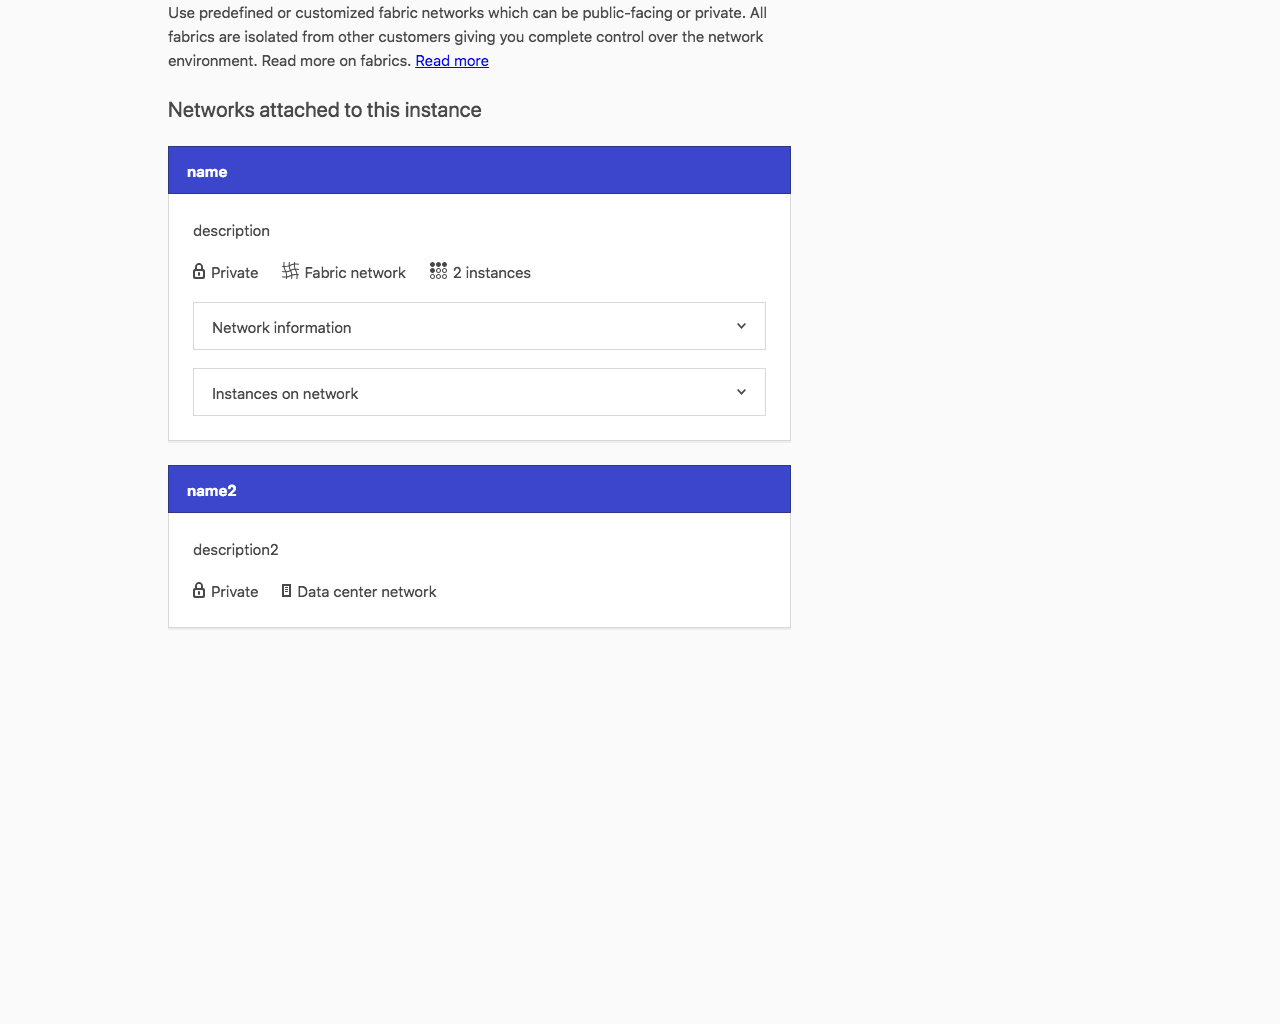 Use predefined or customized fabric networks which can be public-facing or private. All
fabrics are isolated from other customers giving you complete control over the network
environment. Read more on fabrics. Read more
Networks attached to this instance
name
description
Private Fabric network 2 instances
Network information
Instances on network
name2
description2
Private Data center network